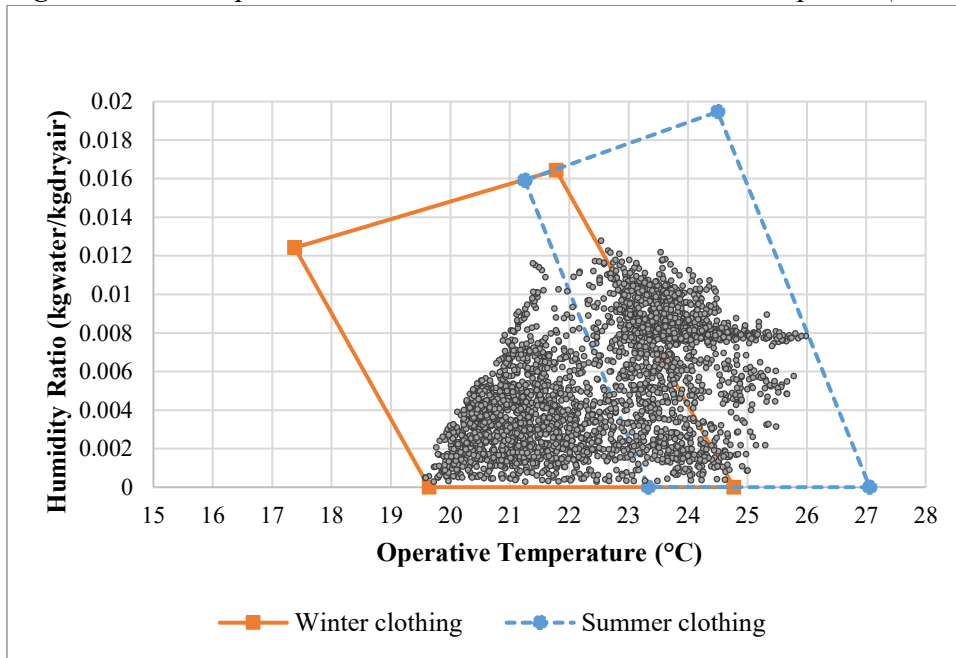 Humidity Ratio (kgwater/kgdryair)
0.02
0.018
0.016
0.014
0.012
0.01
0.008
0.006
0.004
0.002
0
15 16 17 18 19 20 21 22 23 24 25 26 27 28
Operative Temperature (°C)
Winter clothing Summer clothing